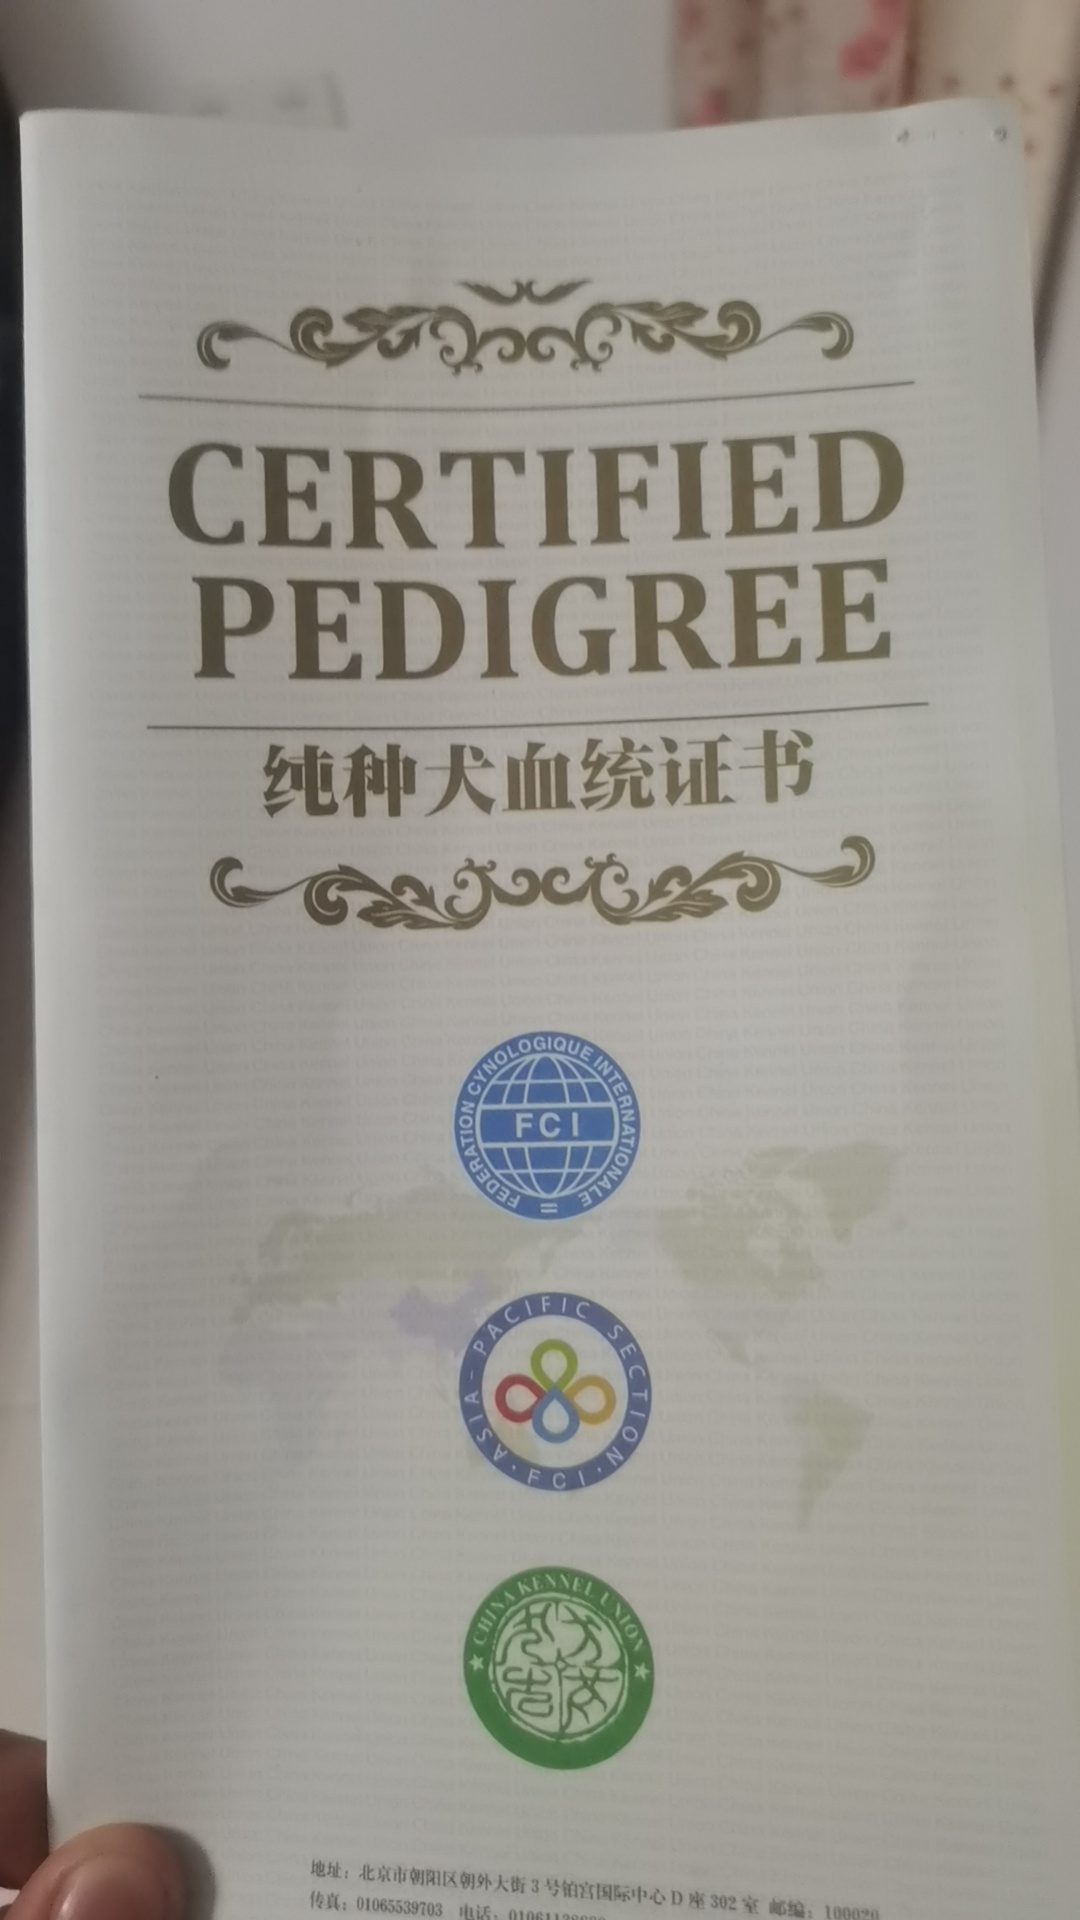 CERTIFIED
PEDIGREE
纯种犬血统证书
FEDERATION CYNOLOGIQUE INTERNATIONALE
FCI
ASIA-PACIFIC SECTION
·FCI·
★ CHINA KENNEL UNION ★
地址：北京市朝阳区朝外大街3号铂宫国际中心D座302室 邮编：100020
传真：01065539703 电话：